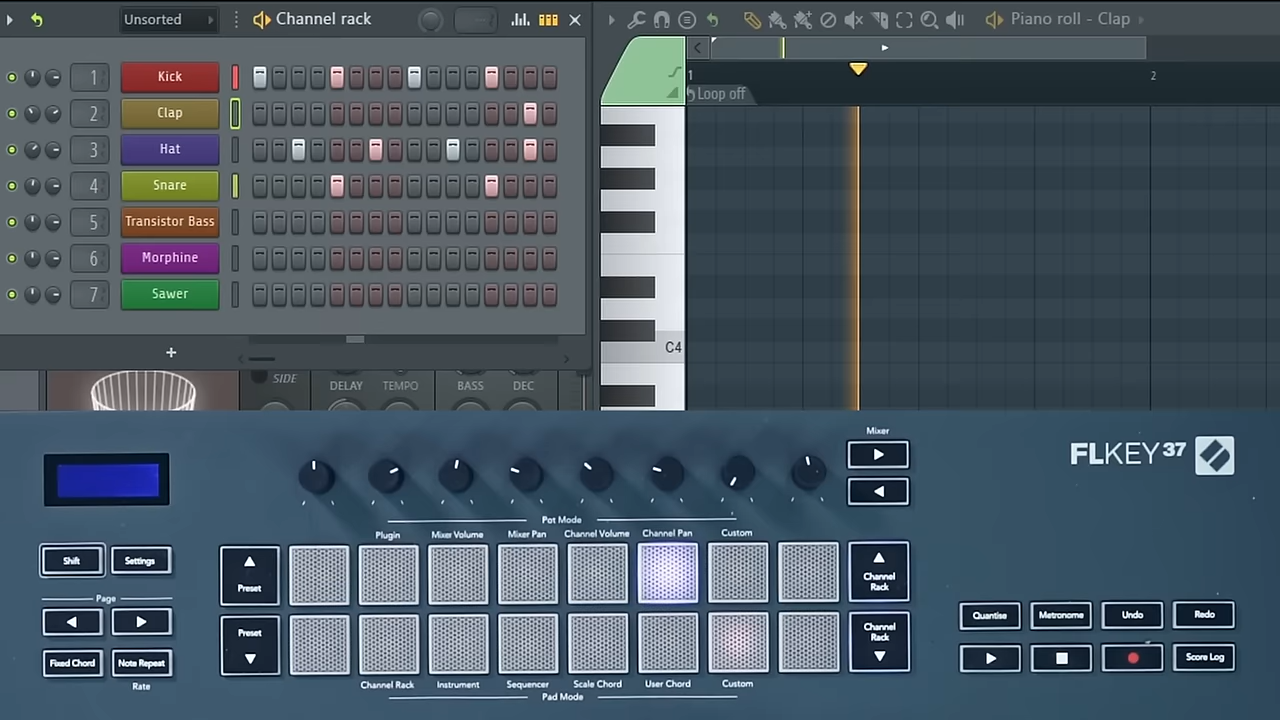 Unsorted
Channel rack
Piano roll - Clap
1
2
Loop off
1 Kick
2 Clap
3 Hat
4 Snare
5 Transistor Bass
6 Morphine
7 Sawer
+
C4
SIDE
DELAY TEMPO
BASS DEC
Mixer
FLKEY37
Pot Mode
Plugin Mixer Volume Mixer Pan Channel Volume Channel Pan Custom
Shift Settings
Preset
Channel Rack
Page
Preset
Channel Rack
Fixed Chord Note Repeat
Rate
Quantise Metronome Undo Redo
Score Log
Channel Rack Instrument Sequencer Scale Chord User Chord Custom
Pad Mode